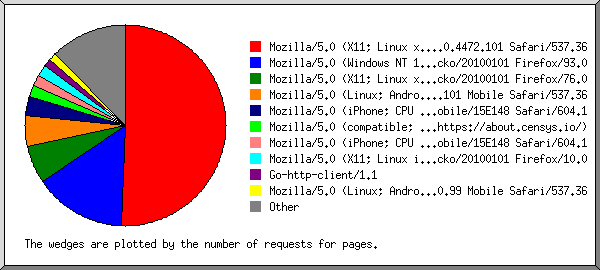 Mozilla/5.0 (X11; Linux x....0.4472.101 Safari/537.36
Mozilla/5.0 (Windows NT 1...cko/20100101 Firefox/93.0
Mozilla/5.0 (X11; Linux x...cko/20100101 Firefox/76.0
Mozilla/5.0 (Linux; Andro....101 Mobile Safari/537.36
Mozilla/5.0 (iPhone; CPU ...obile/15E148 Safari/604.1
Mozilla/5.0 (compatible; ...https://about.censys.io/)
Mozilla/5.0 (iPhone; CPU ...obile/15E148 Safari/604.1
Mozilla/5.0 (X11; Linux i...cko/20100101 Firefox/10.0
Go-http-client/1.1
Mozilla/5.0 (Linux; Andro...0.99 Mobile Safari/537.36
Other
The wedges are plotted by the number of requests for pages.